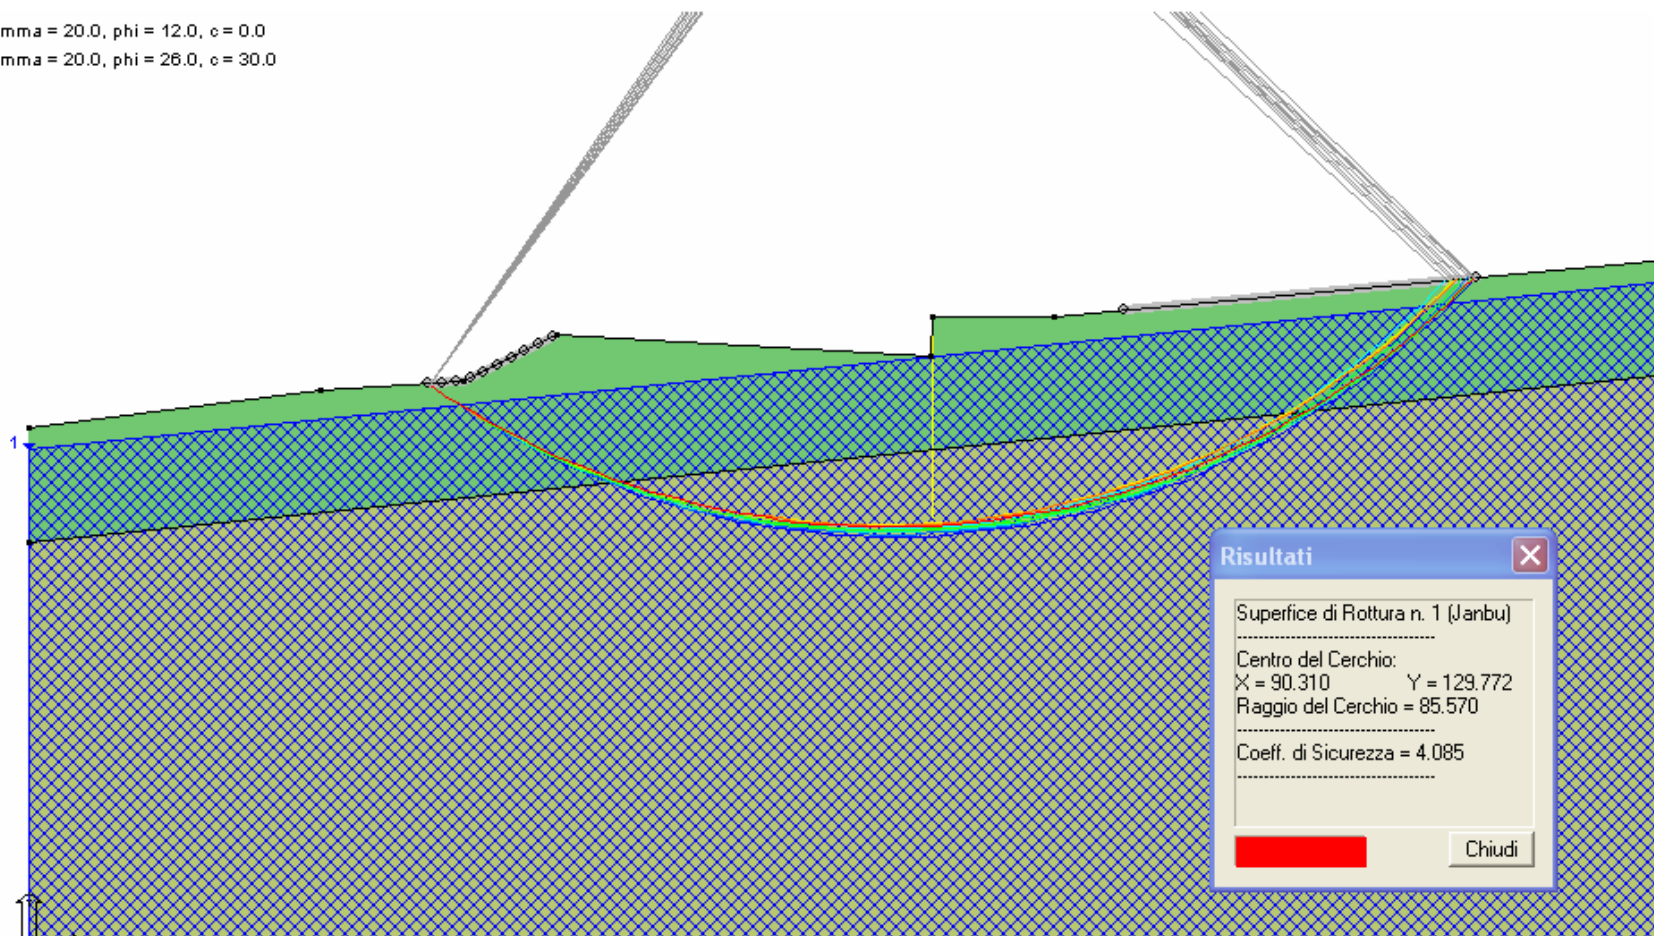 mma = 20.0, phi = 12.0, c = 0.0
mma = 20.0, phi = 26.0, c = 30.0
1
Risultati
Superfice di Rottura n. 1 (Janbu)
---------------------------------
Centro del Cerchio:
X = 90.310 Y = 129.772
Raggio del Cerchio = 85.570
---------------------------------
Coeff. di Sicurezza = 4.085
---------------------------------
Chiudi